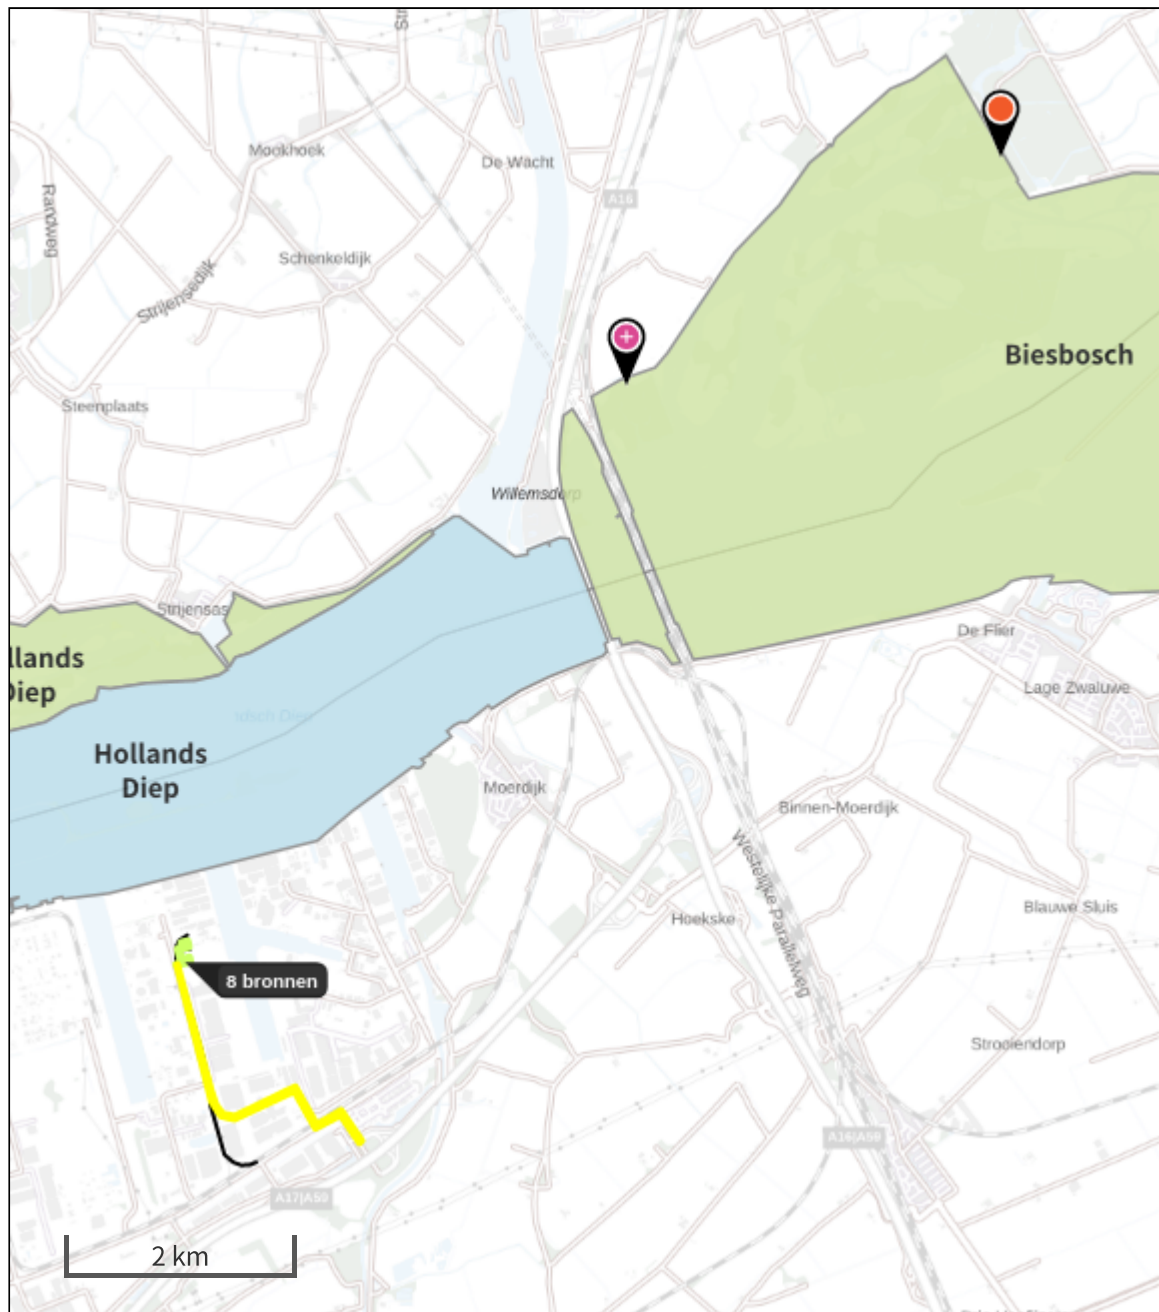 Mookhoek
De Wacht
A16
Randweg
Schenkeldijk
Strijensedijk
Biesbosch
Steenplaats
Willemsdorp
Strijensas
De Flier
llands
Diep
Lage Zwaluwe
Hollands
Diep
Moerdijk
Binnen-Moerdijk
Westelijke Parallelweg
Hoekske
Blauwe Sluis
8 bronnen
Strooiendorp
A16|A59
A17|A59
2 km